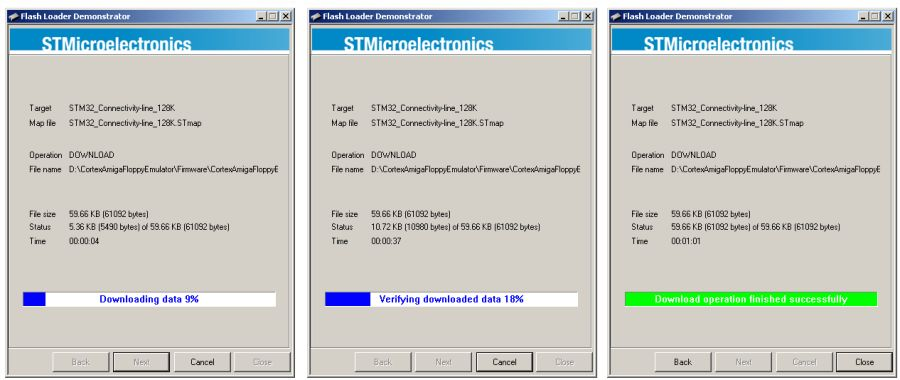 Flash Loader Demonstrator
STMicroelectronics
Target STM32_Connectivity-line_128K
Map file STM32_Connectivity-line_128K.STmap
Operation DOWNLOAD
File name D:\CortexAmigaFloppyEmulator\Firmware\CortexAmigaFloppyE
File size 59.66 KB (61092 bytes)
Status 5.36 KB (5490 bytes) of 59.66 KB (61092 bytes)
Time 00:00:04
Downloading data 9%
Back Next Cancel Close
Flash Loader Demonstrator
STMicroelectronics
Target STM32_Connectivity-line_128K
Map file STM32_Connectivity-line_128K.STmap
Operation DOWNLOAD
File name D:\CortexAmigaFloppyEmulator\Firmware\CortexAmigaFloppyE
File size 59.66 KB (61092 bytes)
Status 10.72 KB (10980 bytes) of 59.66 KB (61092 bytes)
Time 00:00:37
Verifying downloaded data 18%
Back Next Cancel Close
Flash Loader Demonstrator
STMicroelectronics
Target STM32_Connectivity-line_128K
Map file STM32_Connectivity-line_128K.STmap
Operation DOWNLOAD
File name D:\CortexAmigaFloppyEmulator\Firmware\CortexAmigaFloppyE
File size 59.66 KB (61092 bytes)
Status 59.66 KB (61092 bytes) of 59.66 KB (61092 bytes)
Time 00:01:01
Download operation finished successfully
Back Next Cancel Close